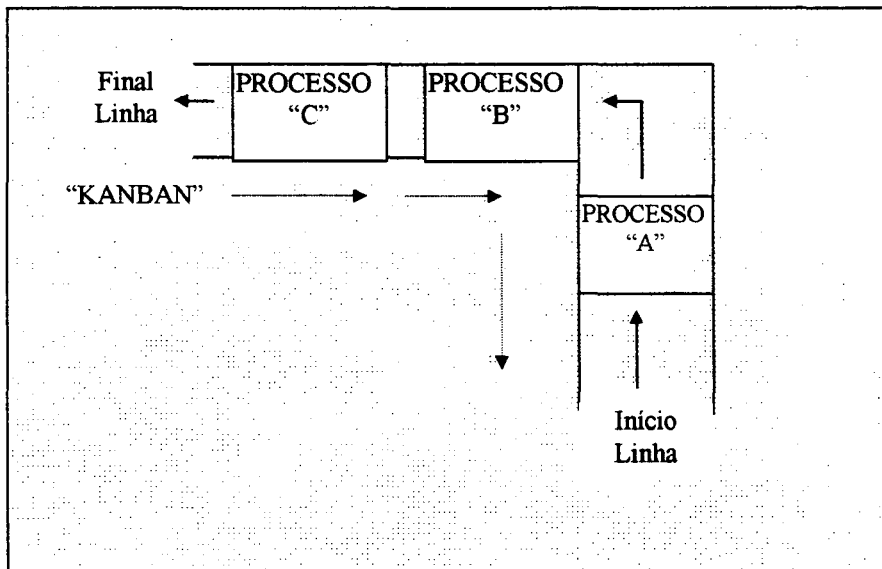 Final
Linha
PROCESSO
"C"
PROCESSO
"B"
"KANBAN"
PROCESSO
"A"
Início
Linha